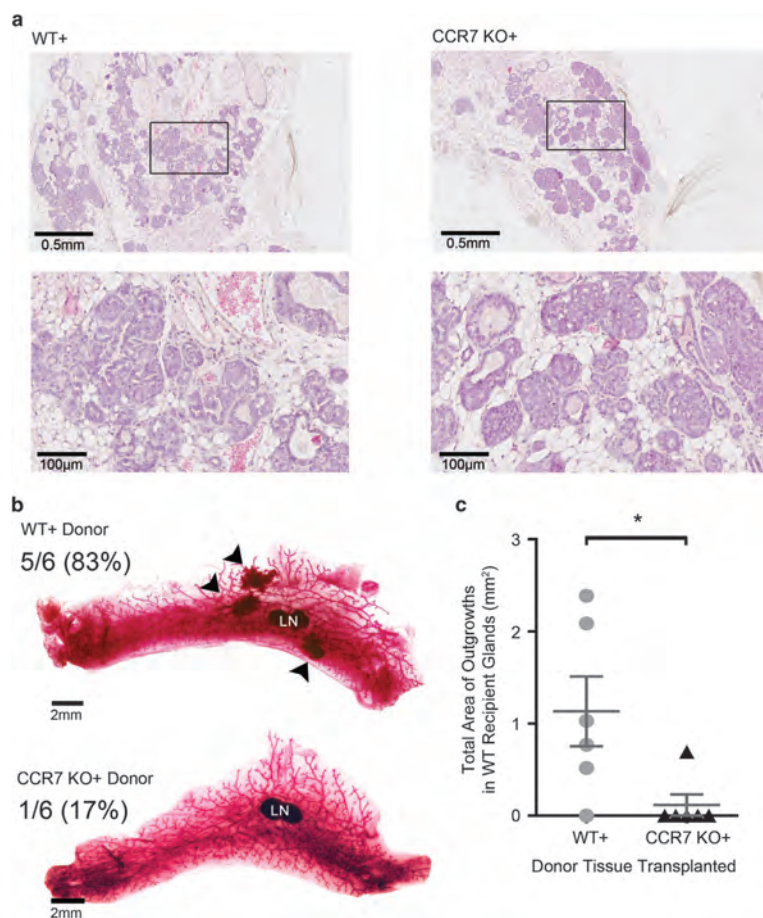 a
WT+
CCR7 KO+
0.5mm
0.5mm
100μm
100μm
b
WT+ Donor
5/6 (83%)
LN
2mm
CCR7 KO+ Donor
1/6 (17%)
LN
2mm
c
*
3
2
1
0
Total Area of Outgrowths
in WT Recipient Glands (mm²)
WT+
CCR7 KO+
Donor Tissue Transplanted